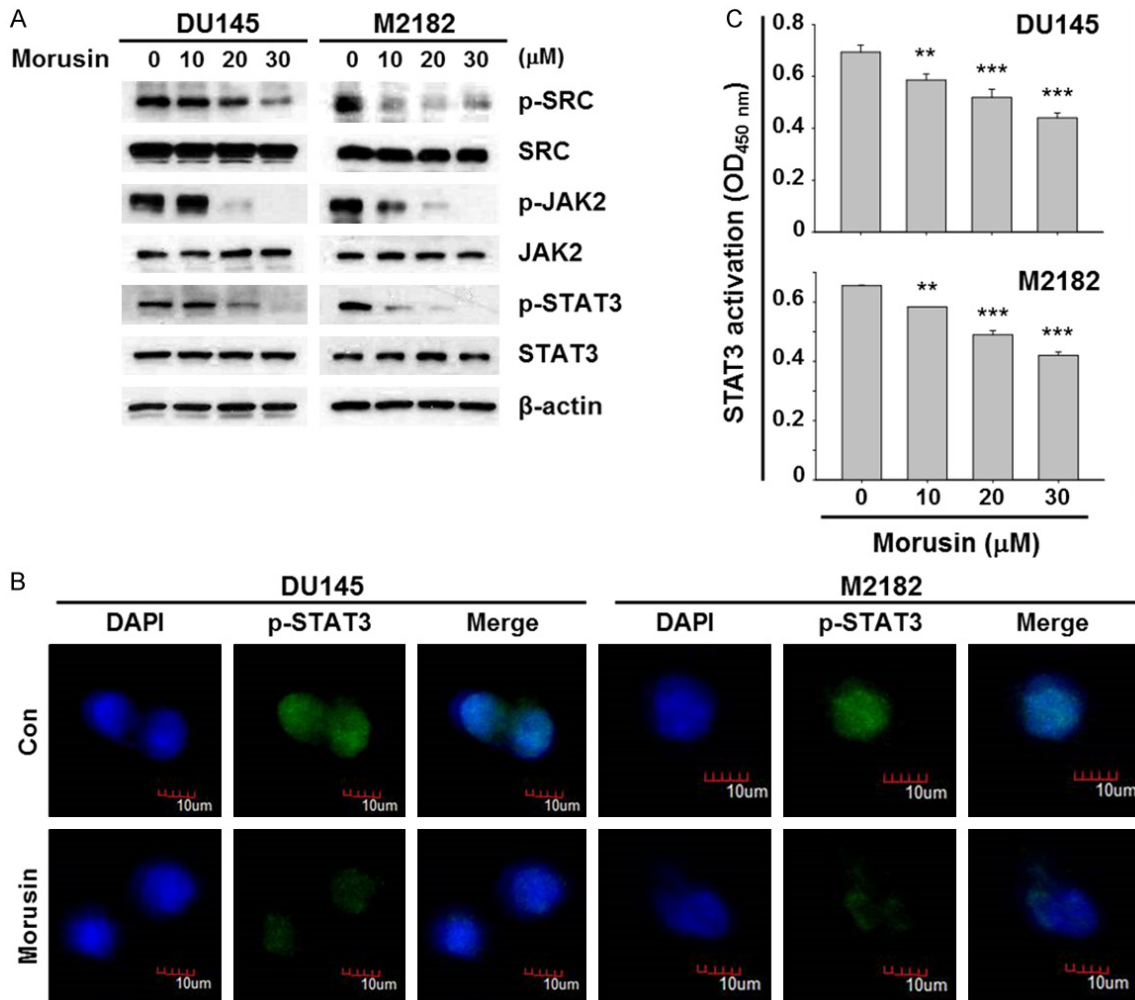 A
DU145 M2182
Morusin 0 10 20 30 0 10 20 30 (μM)
p-SRC
SRC
p-JAK2
JAK2
p-STAT3
STAT3
β-actin
C
STAT3 activation (OD450 nm)
DU145
0.8
0.6
0.4
0.2
0
**
***
***
M2182
0.6
0.4
0.2
0
**
***
***
0 10 20 30
Morusin (μM)
B
DU145 M2182
DAPI p-STAT3 Merge DAPI p-STAT3 Merge
Con
10um 10um 10um 10um 10um 10um
Morusin
10um 10um 10um 10um 10um 10um